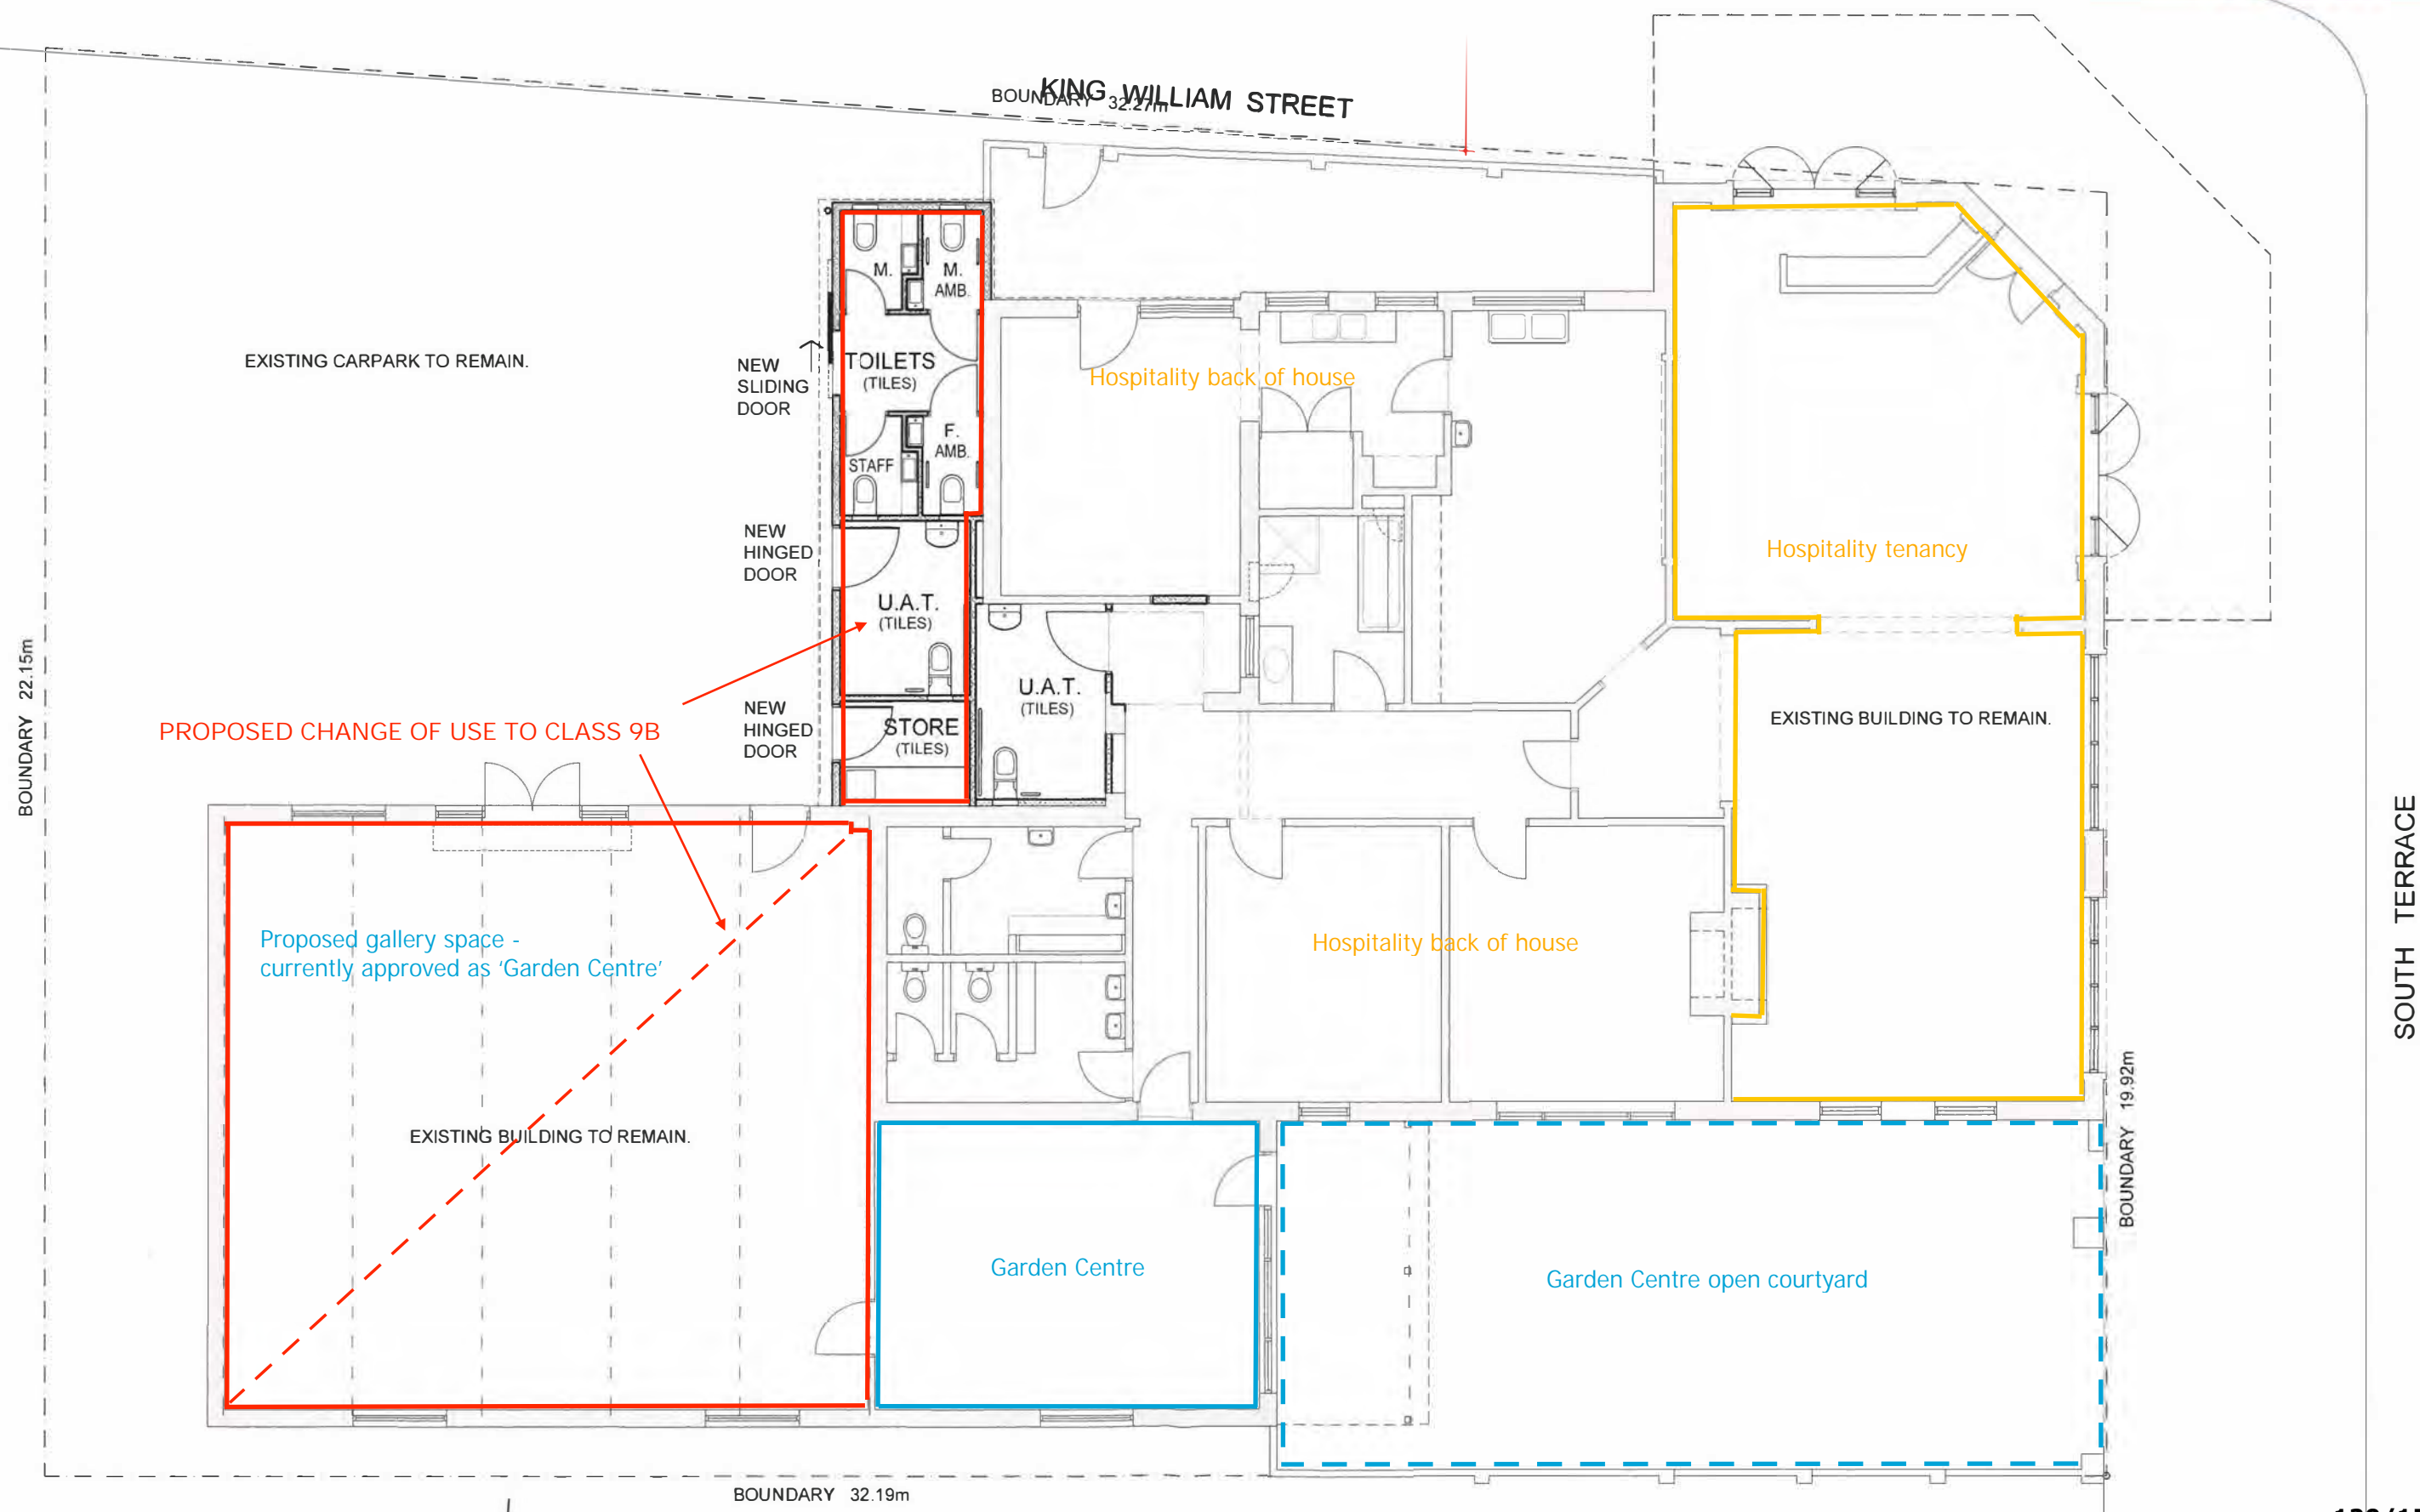 KING WILLIAM STREET
BOUNDARY 32.27m
M.
M.
AMB.
EXISTING CARPARK TO REMAIN.
NEW
SLIDING
DOOR
TOILETS
(TILES)
Hospitality back of house
F.
AMB.
STAFF
NEW
HINGED
DOOR
Hospitality tenancy
U.A.T.
(TILES)
BOUNDARY 22.15m
U.A.T.
(TILES)
PROPOSED CHANGE OF USE TO CLASS 9B
NEW
HINGED
DOOR
STORE
(TILES)
EXISTING BUILDING TO REMAIN.
SOUTH TERRACE
Proposed gallery space -
currently approved as ‘Garden Centre’
Hospitality back of house
EXISTING BUILDING TO REMAIN.
BOUNDARY 19.92m
Garden Centre
Garden Centre open courtyard
BOUNDARY 32.19m